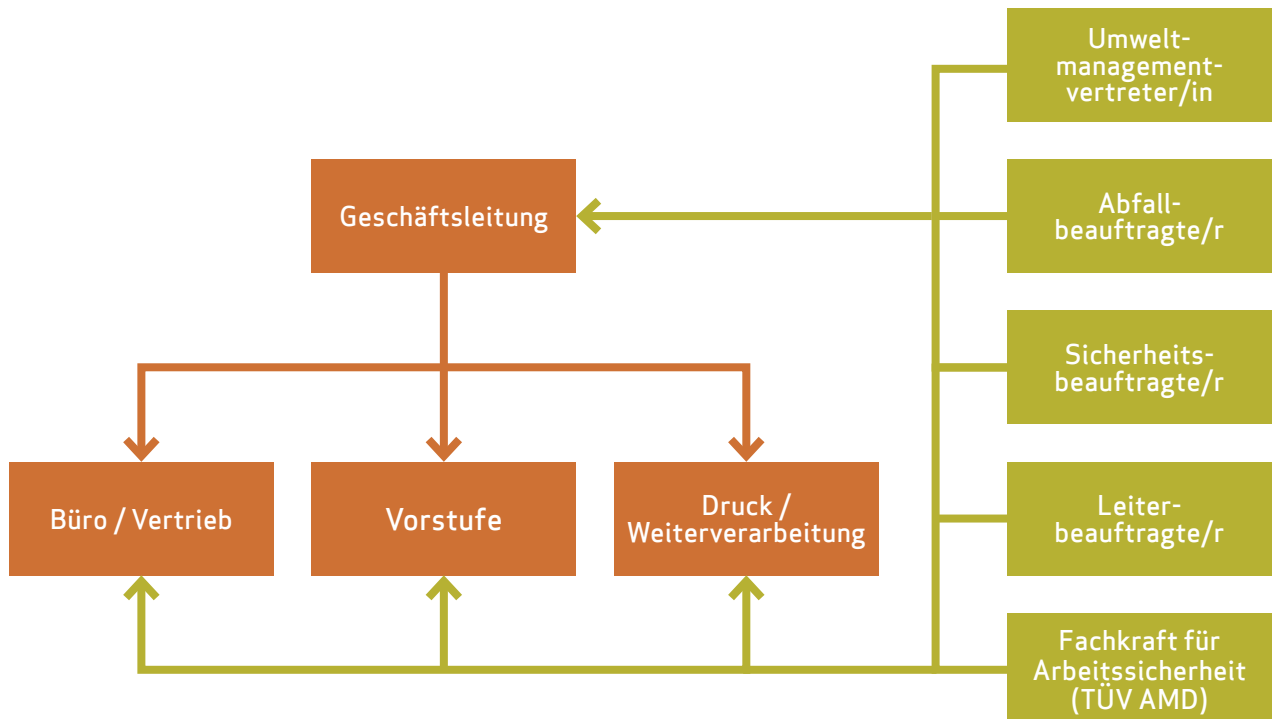 Umwelt-
management-
vertreter/in
Geschäftsleitung
Abfall-
beauftragte/r
Sicherheits-
beauftragte/r
Büro / Vertrieb
Vorstufe
Druck /
Weiterverarbeitung
Leiter-
beauftragte/r
Fachkraft für
Arbeitssicherheit
(TÜV AMD)